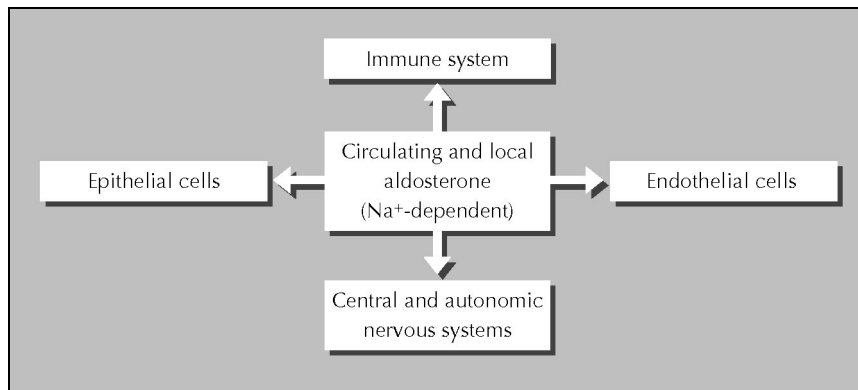 Immune system
Circulating and local
aldosterone
(Na⁺-dependent)
Epithelial cells
Endothelial cells
Central and autonomic
nervous systems